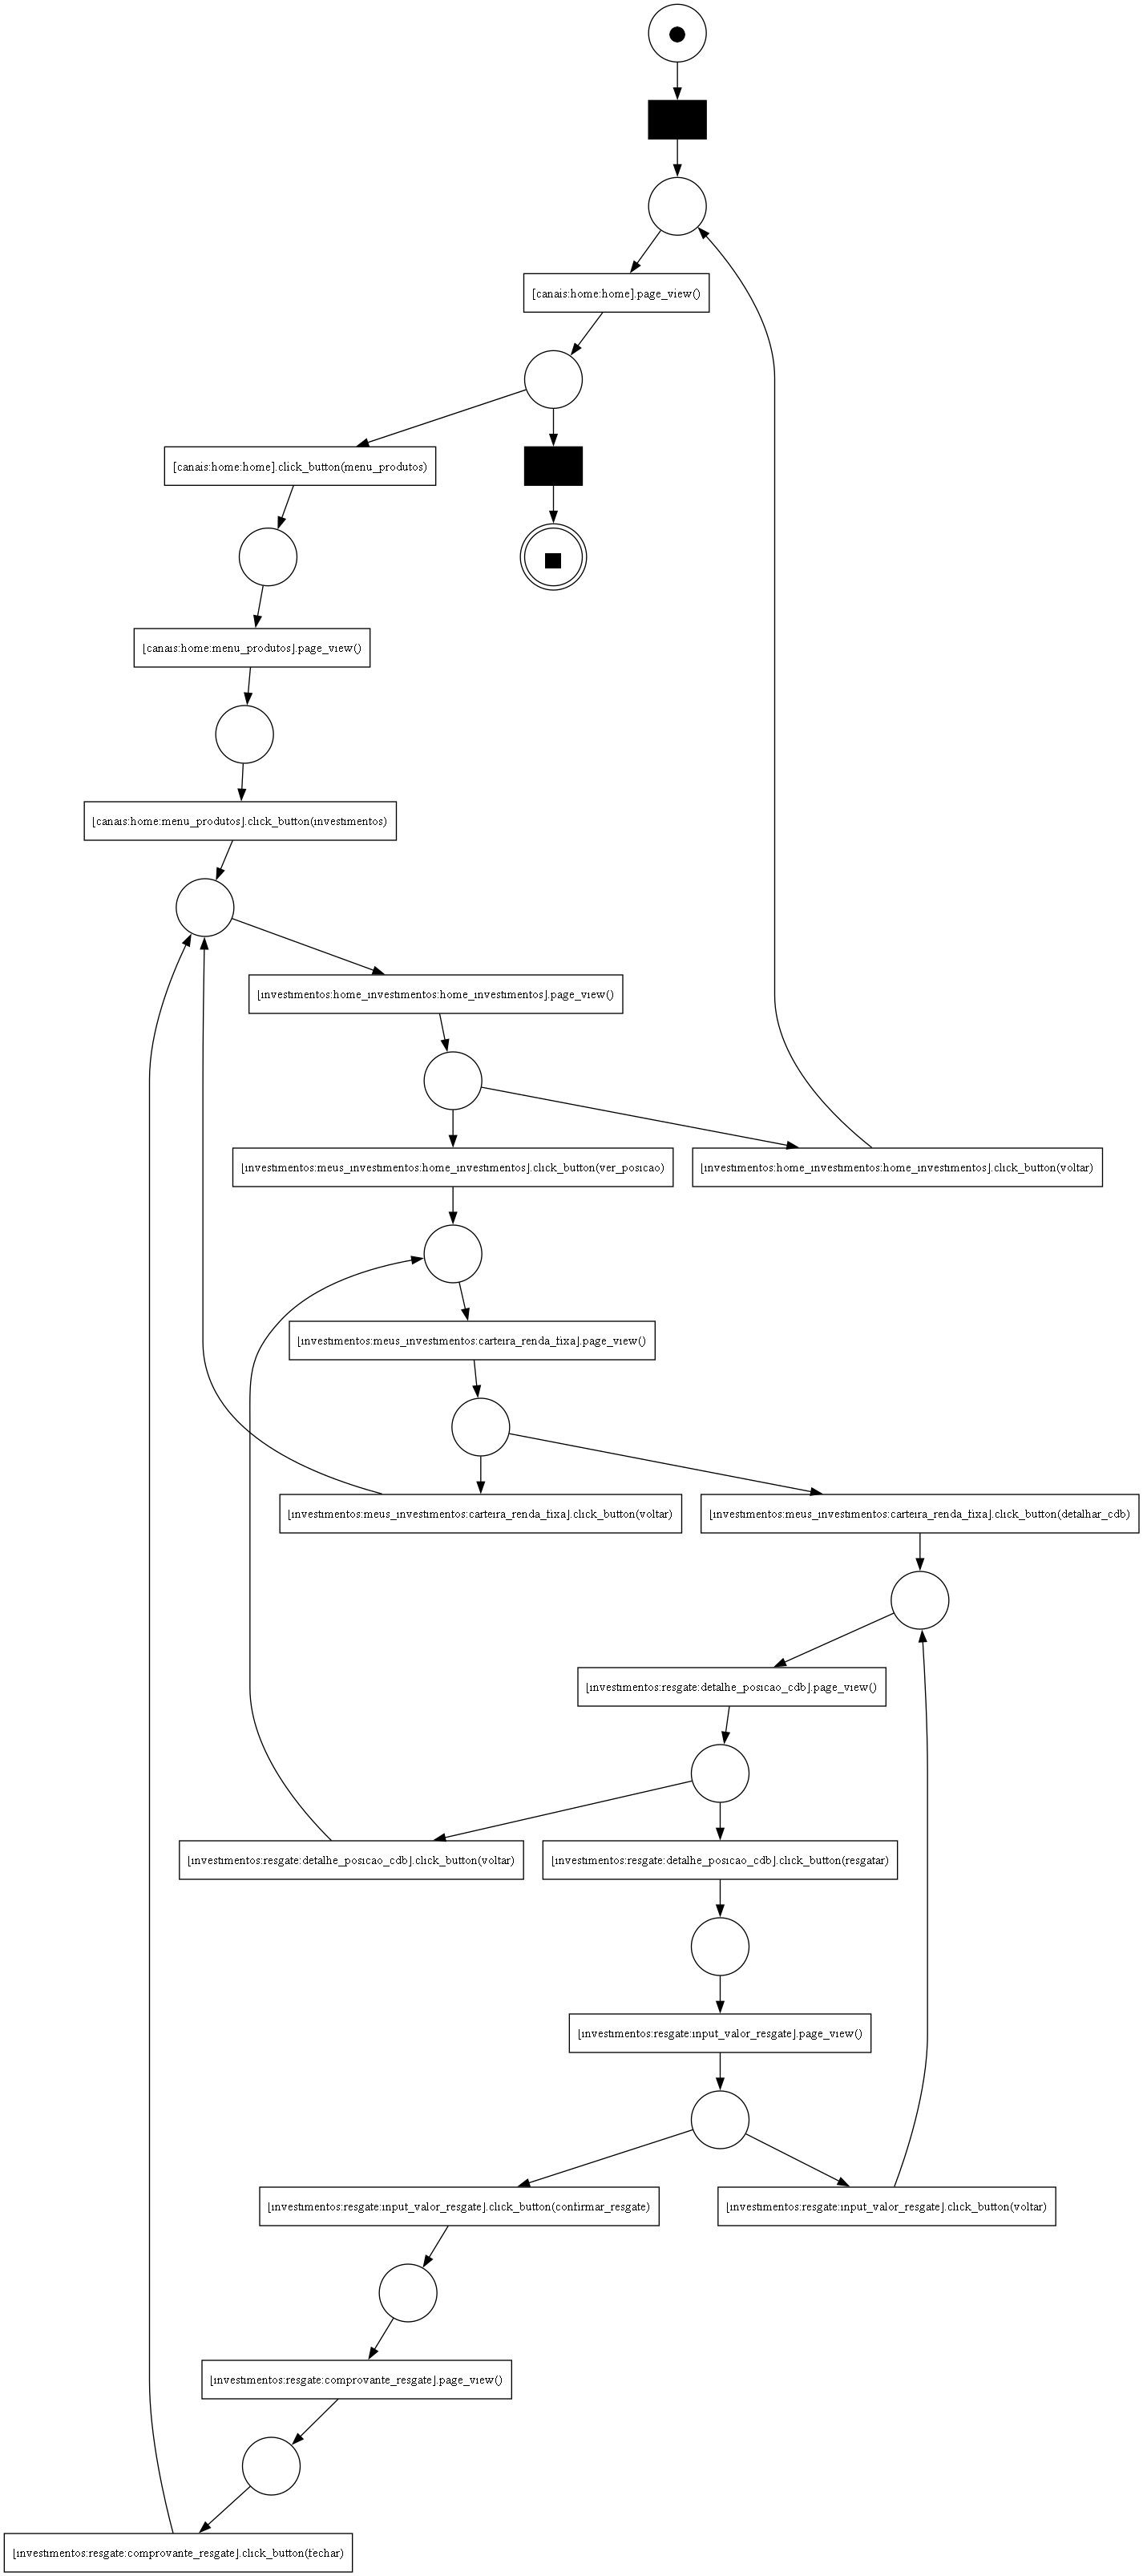 [canais:home:home].page_view()
[canais:home:home].click_button(menu_produtos)
[canais:home:menu_produtos].page_view()
[canais:home:menu_produtos].click_button(investimentos)
[investimentos:home_investimentos:home_investimentos].page_view()
[investimentos:meus_investimentos:home_investimentos].click_button(ver_posicao)
[investimentos:home_investimentos:home_investimentos].click_button(voltar)
[investimentos:meus_investimentos:carteira_renda_fixa].page_view()
[investimentos:meus_investimentos:carteira_renda_fixa].click_button(voltar)
[investimentos:meus_investimentos:carteira_renda_fixa].click_button(detalhar_cdb)
[investimentos:resgate:detalhe_posicao_cdb].page_view()
[investimentos:resgate:detalhe_posicao_cdb].click_button(voltar)
[investimentos:resgate:detalhe_posicao_cdb].click_button(resgatar)
[investimentos:resgate:input_valor_resgate].page_view()
[investimentos:resgate:input_valor_resgate].click_button(confirmar_resgate)
[investimentos:resgate:input_valor_resgate].click_button(voltar)
[investimentos:resgate:comprovante_resgate].page_view()
[investimentos:resgate:comprovante_resgate].click_button(fechar)